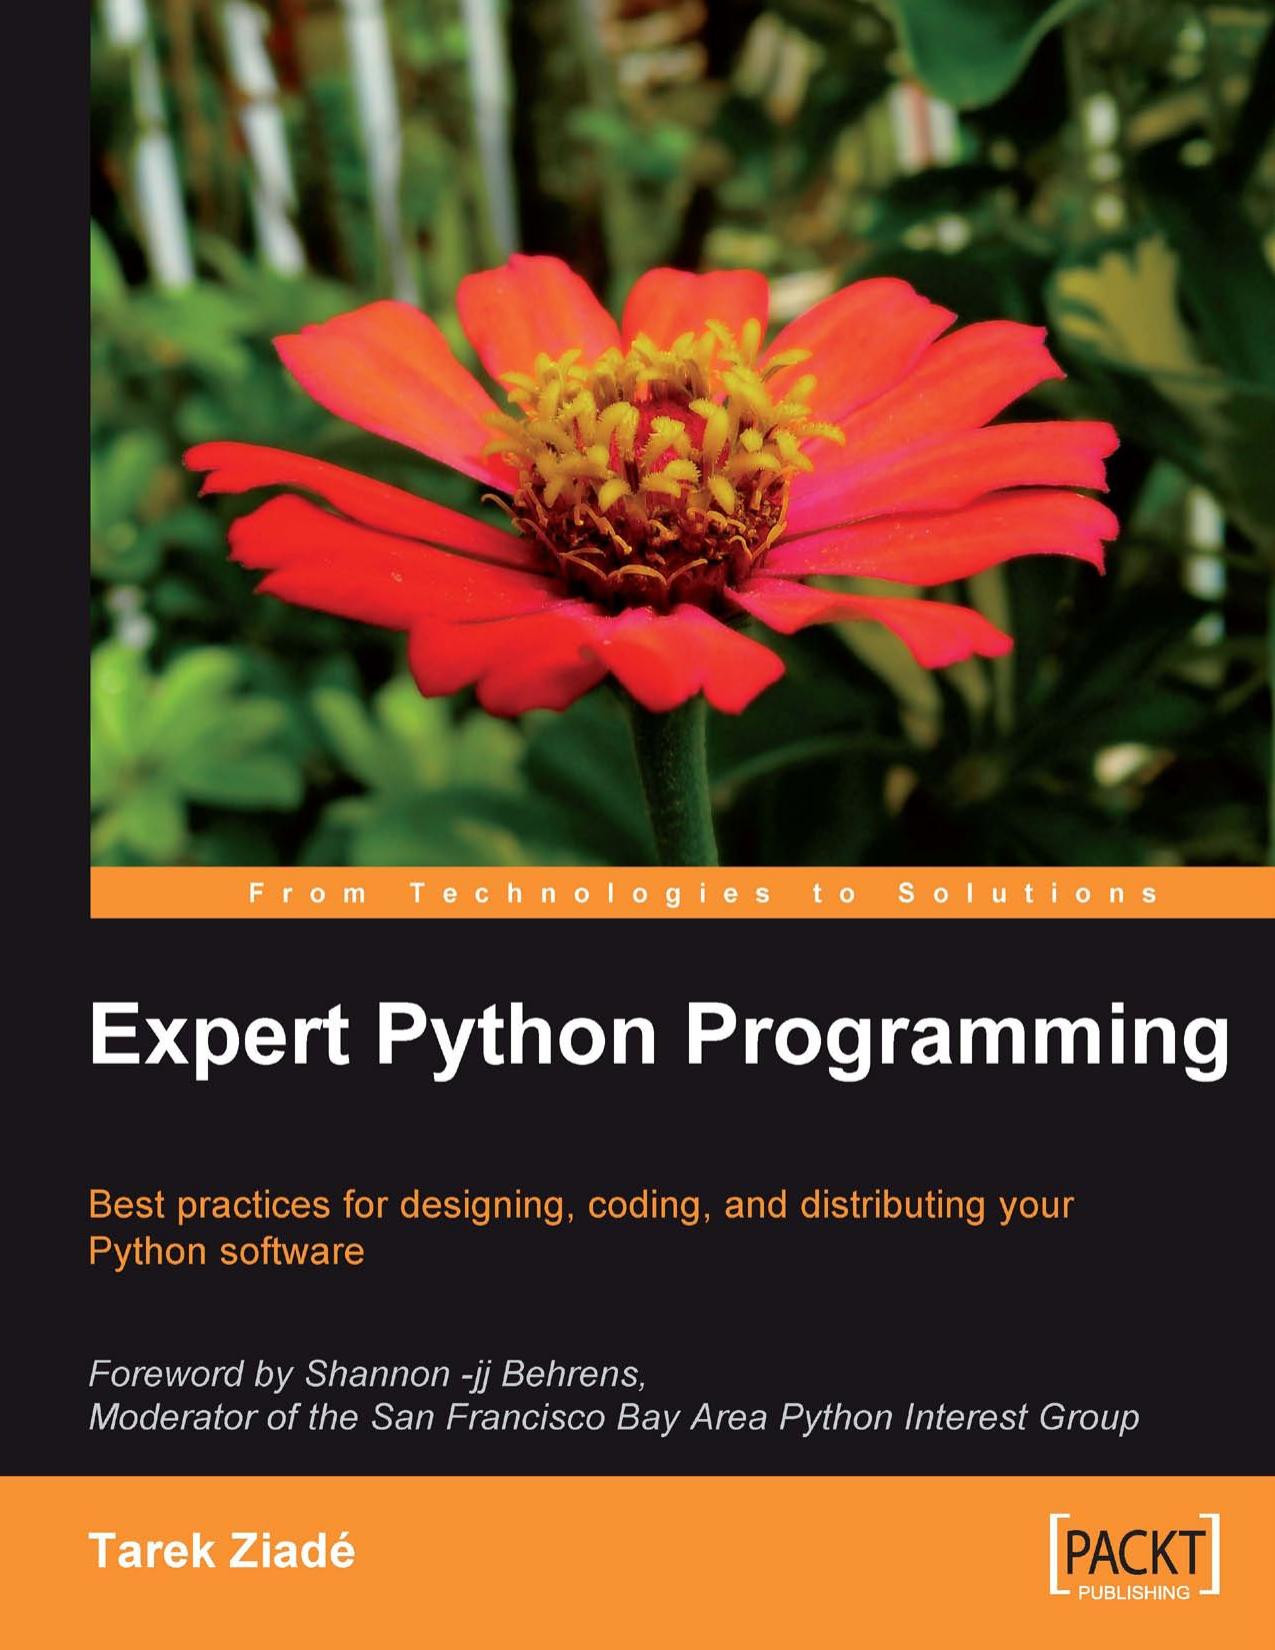 From Technologies to Solutions
Expert Python Programming
Best practices for designing, coding, and distributing your
Python software
Foreword by Shannon -jj Behrens,
Moderator of the San Francisco Bay Area Python Interest Group
Tarek Ziadé
PACKT
PUBLISHING